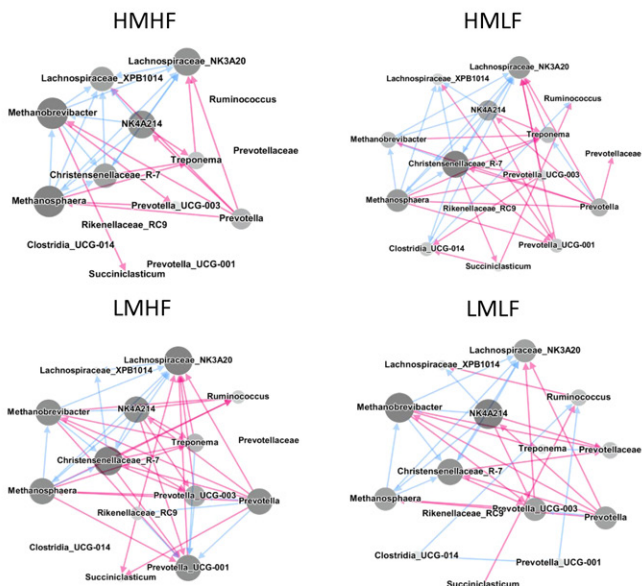 HMHF
HMLF
Lachnospiraceae_NK3A20
Lachnospiraceae_XPB1014
Ruminococcus
Methanobrevibacter
NK4A214
Prevotellaceae
Treponema
Christensenellaceae_R-7
Methanosphaera
Prevotella_UCG-003
Rikenellaceae_RC9
Prevotella
Clostridia_UCG-014
Prevotella_UCG-001
Succiniclasticum
Lachnospiraceae_NK3A20
Lachnospiraceae_XPB1014
Ruminococcus
NK4A214
Methanobrevibacter
Treponema
Prevotellaceae
Christensenellaceae_R-7
Prevotella_UCG-003
Methanosphaera
Rikenellaceae_RC9
Prevotella
Clostridia_UCG-014
Prevotella_UCG-001
Succiniclasticum
LMHF
LMLF
Lachnospiraceae_NK3A20
Lachnospiraceae_XPB1014
Ruminococcus
Methanobrevibacter
NK4A214
Treponema
Prevotellaceae
Christensenellaceae_R-7
Methanosphaera
Prevotella_UCG-003
Prevotella
Rikenellaceae_RC9
Clostridia_UCG-014
Prevotella_UCG-001
Succiniclasticum
Lachnospiraceae_NK3A20
Lachnospiraceae_XPB1014
Ruminococcus
Methanobrevibacter
NK4A214
Treponema
Prevotellaceae
Christensenellaceae_R-7
Methanosphaera
Rikenellaceae_RC9
Prevotella_UCG-003
Prevotella
Clostridia_UCG-014
Prevotella_UCG-001
Succiniclasticum